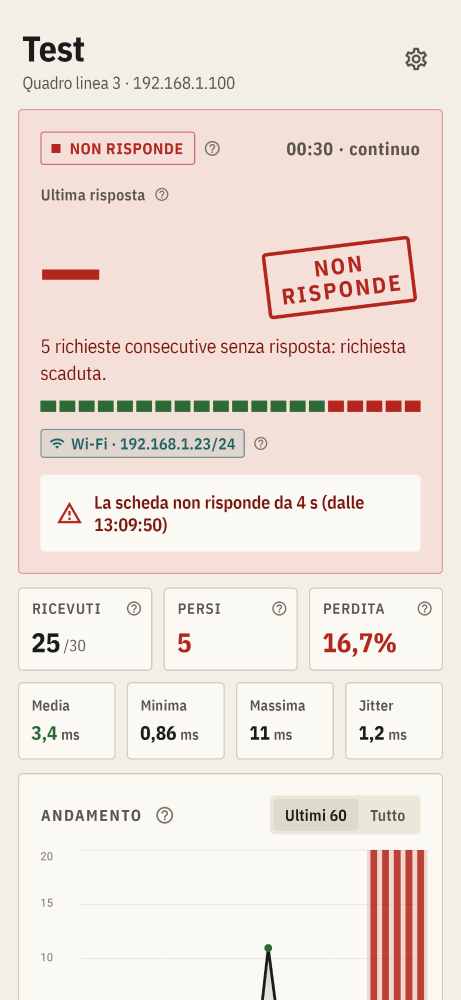 Test
Quadro linea 3 · 192.168.1.100
NON RISPONDE
00:30 · continuo
Ultima risposta
NON
RISPONDE
5 richieste consecutive senza risposta: richiesta
scaduta.
Wi-Fi · 192.168.1.23/24
La scheda non risponde da 4 s (dalle
13:09:50)
RICEVUTI
25 /30
PERSI
5
PERDITA
16,7%
Media
3,4 ms
Minima
0,86 ms
Massima
11 ms
Jitter
1,2 ms
ANDAMENTO
Ultimi 60
Tutto
20
15
10